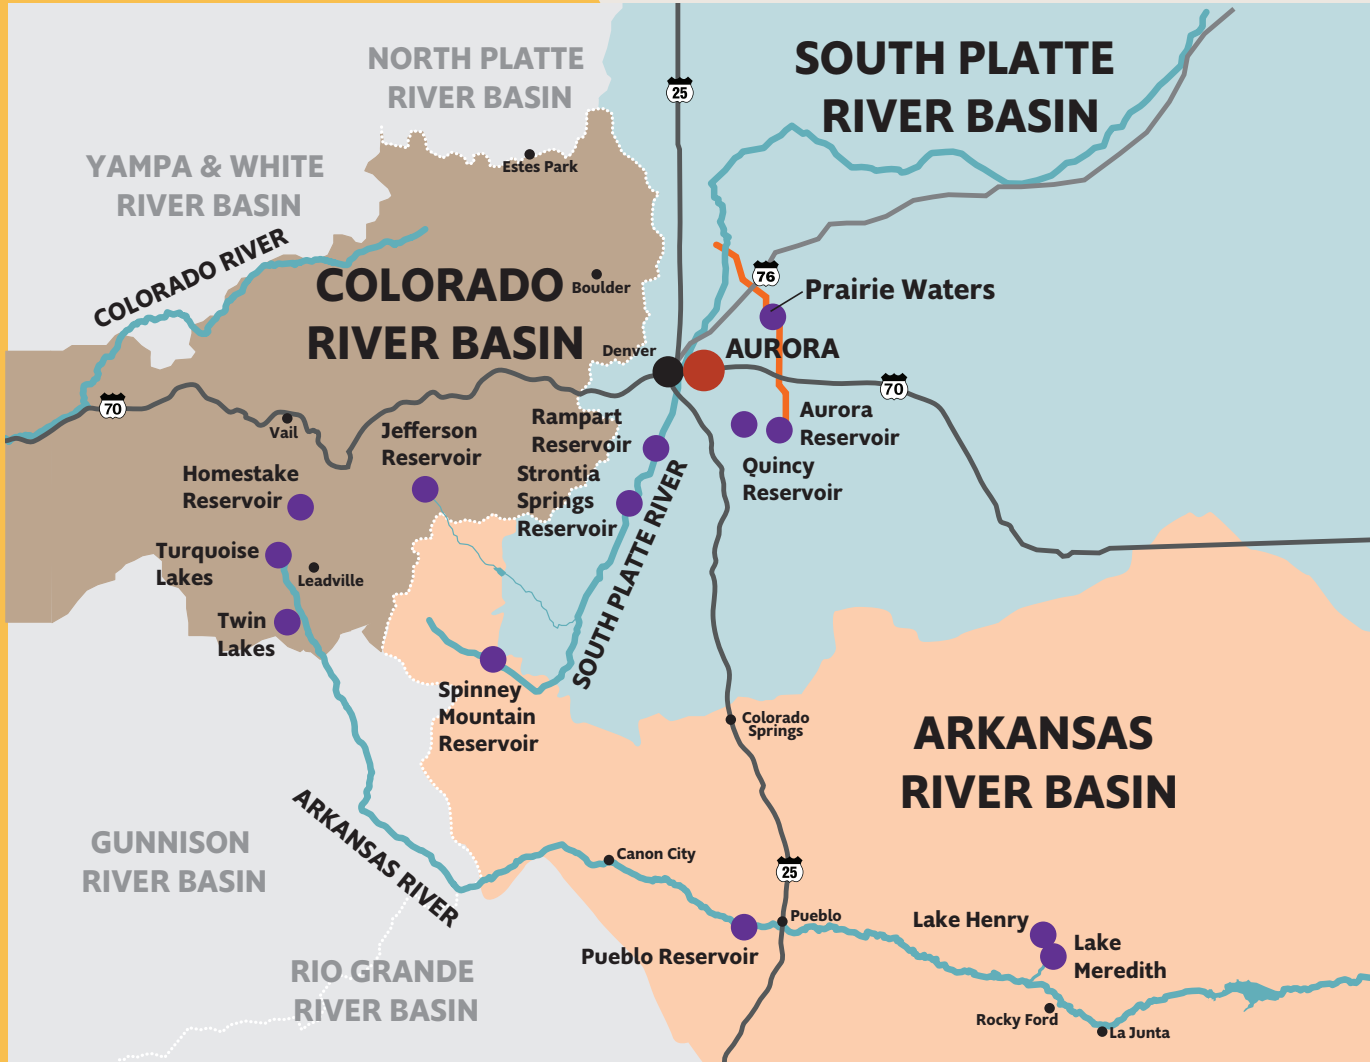 NORTH PLATTE
RIVER BASIN
SOUTH PLATTE
RIVER BASIN
25
YAMPA & WHITE
RIVER BASIN
Estes Park
COLORADO RIVER
COLORADO
RIVER BASIN
Boulder
76
Prairie Waters
Denver
AURORA
70
70
Vail
Jefferson
Reservoir
Rampart
Reservoir
Aurora
Reservoir
Quincy
Reservoir
Strontia
Springs
Reservoir
Homestake
Reservoir
Turquoise
Lakes
Leadville
Twin
Lakes
SOUTH PLATTE RIVER
Spinney
Mountain
Reservoir
Colorado
Springs
ARKANSAS
RIVER BASIN
ARKANSAS RIVER
GUNNISON
RIVER BASIN
Canon City
25
Pueblo
Pueblo Reservoir
Lake Henry
Lake
Meredith
RIO GRANDE
RIVER BASIN
Rocky Ford
La Junta